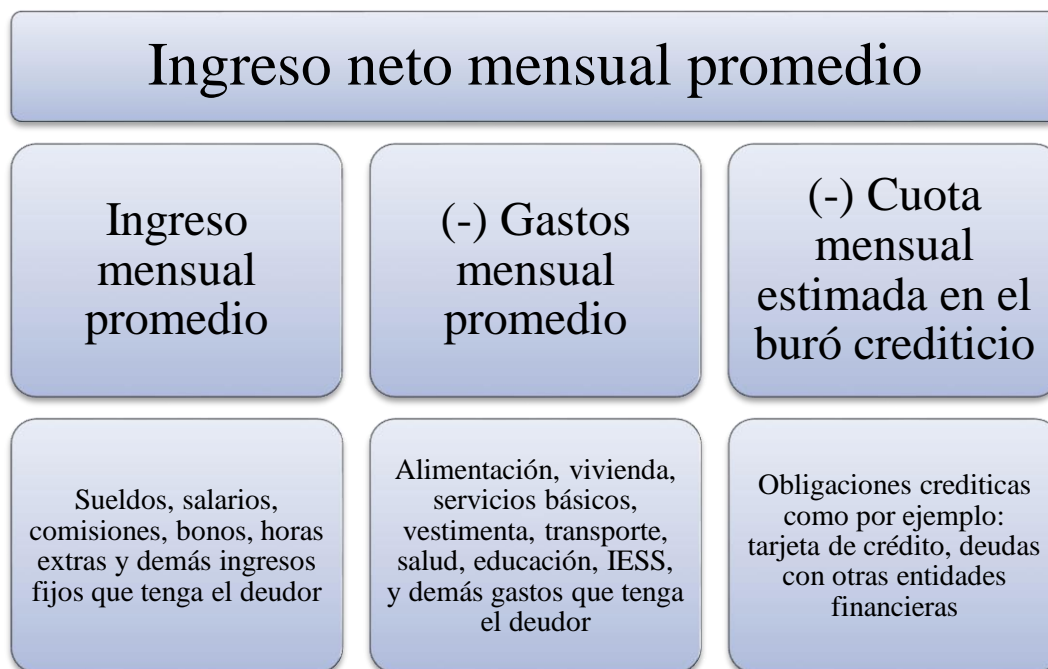 Ingreso neto mensual promedio
Ingreso
mensual
promedio
(-) Gastos
mensual
promedio
(-) Cuota
mensual
estimada en el
buró crediticio
Sueldos, salarios,
comisiones, bonos, horas
extras y demás ingresos
fijos que tenga el deudor
Alimentación, vivienda,
servicios básicos,
vestimenta, transporte,
salud, educación, IESS,
y demás gastos que tenga
el deudor
Obligaciones crediticas
como por ejemplo:
tarjeta de crédito, deudas
con otras entidades
financieras